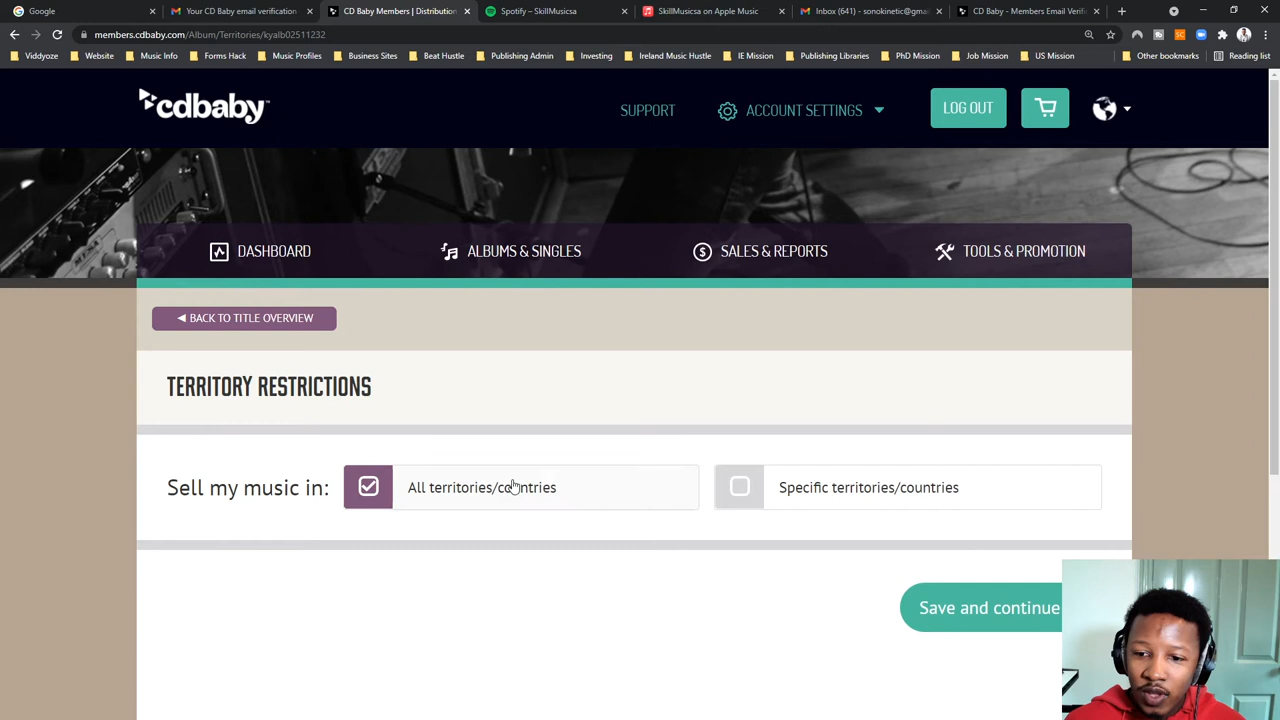 Google
Your CD Baby email verification
CD Baby Members | Distribution
Spotify – SkillMusicsa
SkillMusicsa on Apple Music
Inbox (641) – sonokinetic@gmai
CD Baby - Members Email Verifi
members.cdbaby.com/Album/Territories/kyalb02511232
Viddyoze
Website
Music Info
Forms Hack
Music Profiles
Business Sites
Beat Hustle
Publishing Admin
Investing
Ireland Music Hustle
IE Mission
Publishing Libraries
PhD Mission
Job Mission
US Mission
Other bookmarks
Reading list
cdbaby
SUPPORT
ACCOUNT SETTINGS
LOG OUT
DASHBOARD
ALBUMS & SINGLES
SALES & REPORTS
TOOLS & PROMOTION
◀ BACK TO TITLE OVERVIEW
TERRITORY RESTRICTIONS
Sell my music in:
All territories/countries
Specific territories/countries
Save and continue